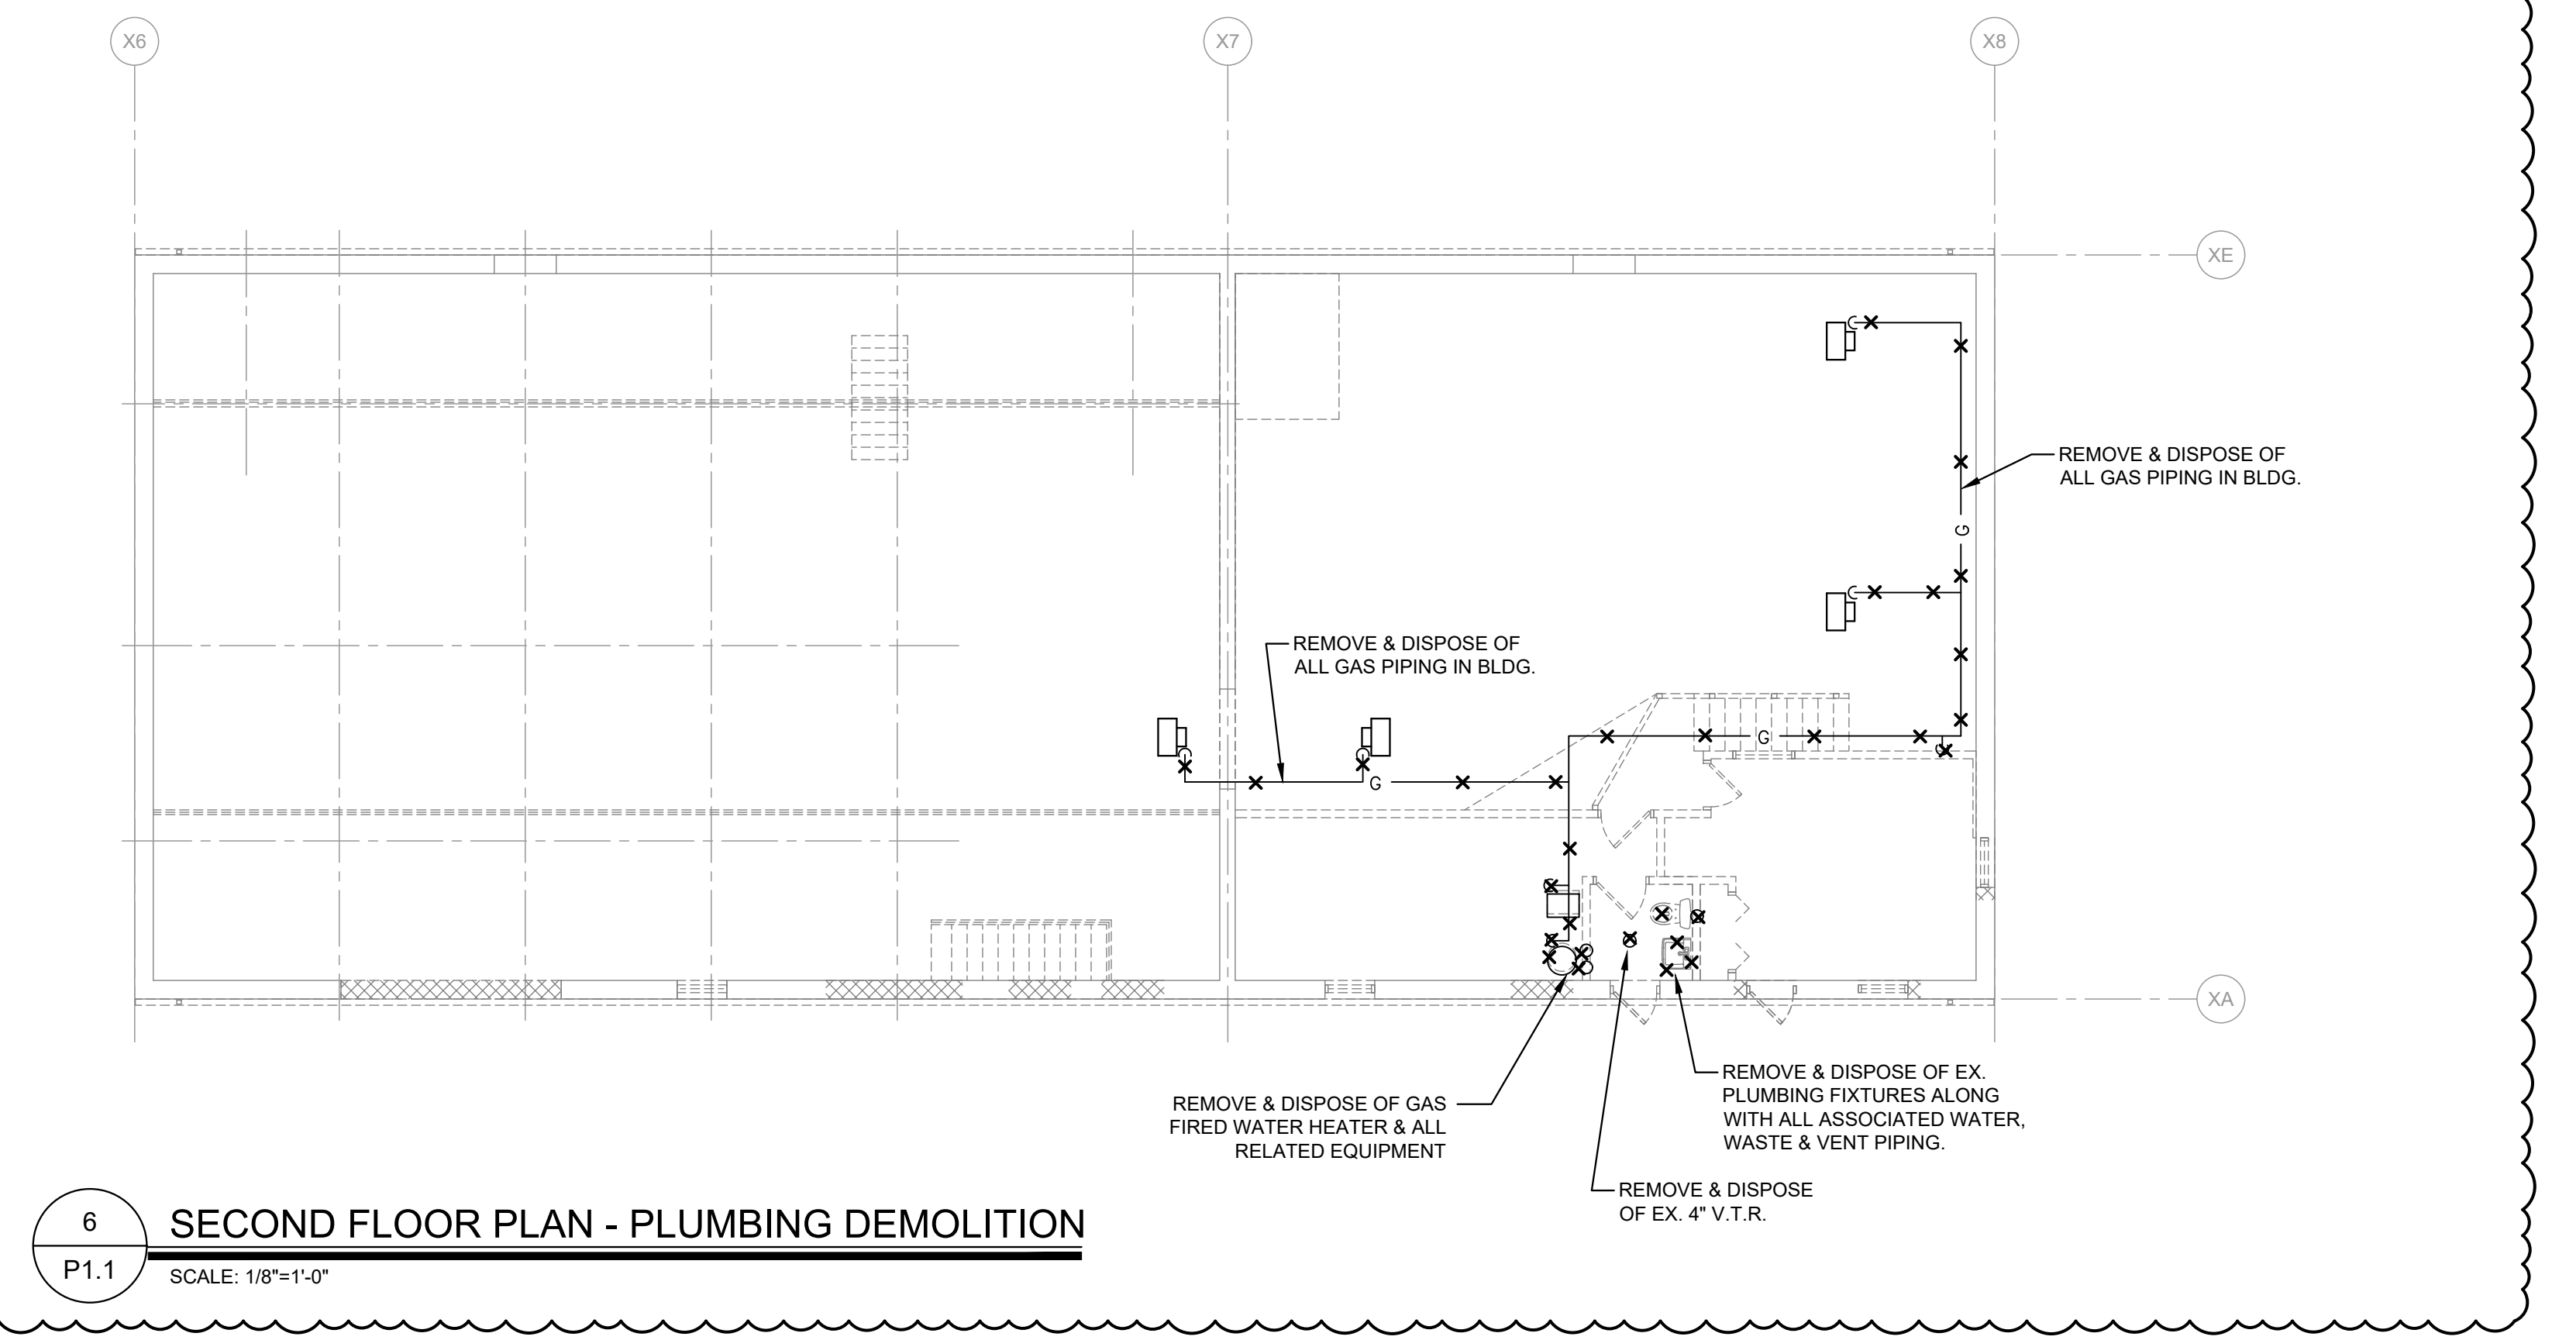 X6
X7
X8
XE
REMOVE & DISPOSE OF
ALL GAS PIPING IN BLDG.
G
REMOVE & DISPOSE OF
ALL GAS PIPING IN BLDG.
G
G
XA
REMOVE & DISPOSE OF GAS
FIRED WATER HEATER & ALL
RELATED EQUIPMENT
REMOVE & DISPOSE OF EX.
PLUMBING FIXTURES ALONG
WITH ALL ASSOCIATED WATER,
WASTE & VENT PIPING.
REMOVE & DISPOSE
OF EX. 4" V.T.R.
6
P1.1
SECOND FLOOR PLAN - PLUMBING DEMOLITION
SCALE: 1/8"=1'-0"